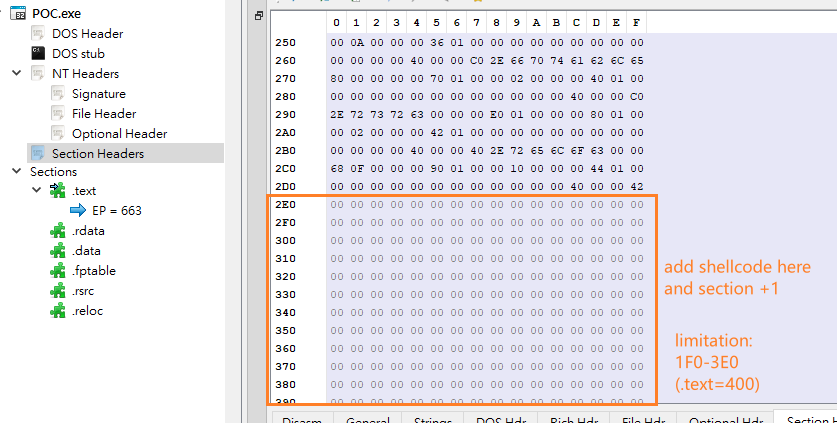 POC.exe
DOS Header
DOS stub
NT Headers
Signature
File Header
Optional Header
Section Headers
Sections
.text
EP = 663
.rdata
.data
.fptable
.rsrc
.reloc
0 1 2 3 4 5 6 7 8 9 A B C D E F
250 00 0A 00 00 00 36 01 00 00 00 00 00 00 00 00 00
260 00 00 00 00 40 00 00 C0 2E 66 70 74 61 62 6C 65
270 80 00 00 00 00 70 01 00 00 02 00 00 00 40 01 00
280 00 00 00 00 00 00 00 00 00 00 00 00 40 00 00 C0
290 2E 72 73 72 63 00 00 00 E0 01 00 00 00 80 01 00
2A0 00 02 00 00 00 42 01 00 00 00 00 00 00 00 00 00
2B0 00 00 00 00 40 00 00 40 2E 72 65 6C 6F 63 00 00
2C0 68 0F 00 00 00 90 01 00 00 10 00 00 00 44 01 00
2D0 00 00 00 00 00 00 00 00 00 00 00 00 40 00 00 42
2E0 00 00 00 00 00 00 00 00 00 00 00 00 00 00 00 00
2F0 00 00 00 00 00 00 00 00 00 00 00 00 00 00 00 00
300 00 00 00 00 00 00 00 00 00 00 00 00 00 00 00 00
310 00 00 00 00 00 00 00 00 00 00 00 00 00 00 00 00
320 00 00 00 00 00 00 00 00 00 00 00 00 00 00 00 00
330 00 00 00 00 00 00 00 00 00 00 00 00 00 00 00 00
340 00 00 00 00 00 00 00 00 00 00 00 00 00 00 00 00
350 00 00 00 00 00 00 00 00 00 00 00 00 00 00 00 00
360 00 00 00 00 00 00 00 00 00 00 00 00 00 00 00 00
370 00 00 00 00 00 00 00 00 00 00 00 00 00 00 00 00
380 00 00 00 00 00 00 00 00 00 00 00 00 00 00 00 00
390 00 00 00 00 00 00 00 00 00 00 00 00 00 00 00 00
add shellcode here
and section +1
limitation:
1F0-3E0
(.text=400)
Disasm General Strings DOS Hdr Rich Hdr File Hdr Optional Hdr Section H